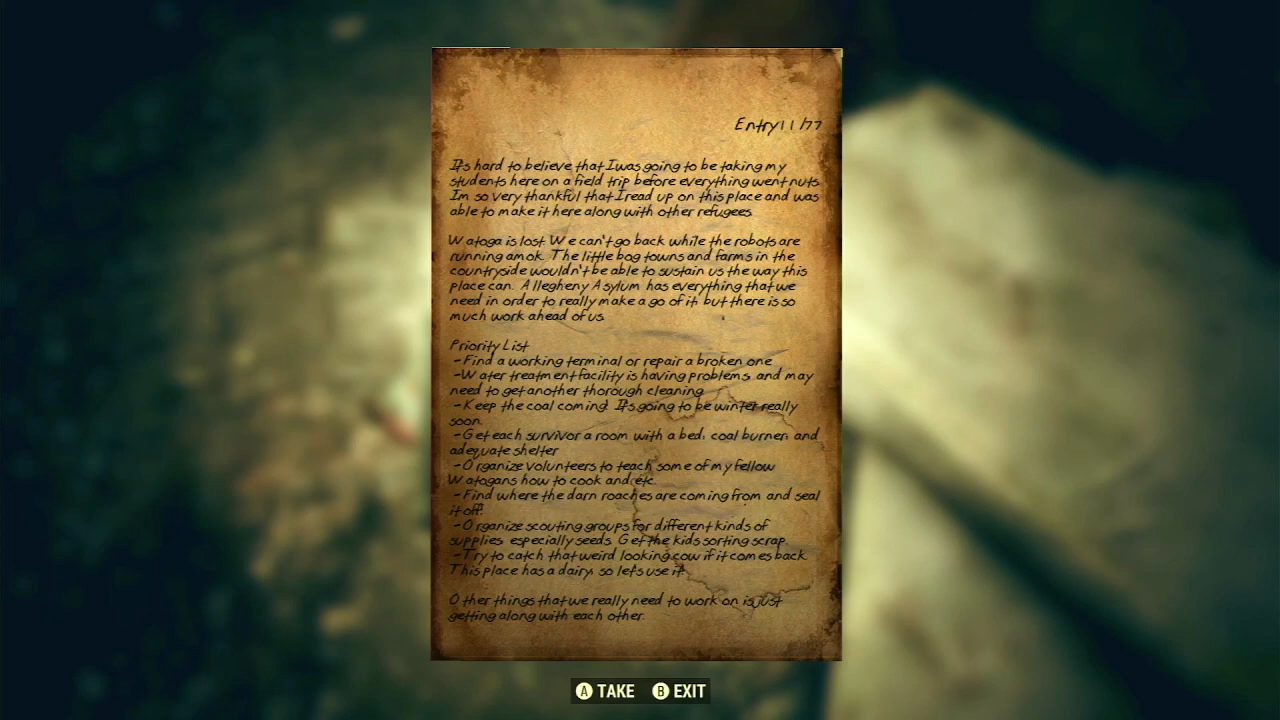 Entry 11/77
It's hard to believe that I was going to be taking my
students here on a field trip before everything went nuts.
I'm so very thankful that I read up on this place and was
able to make it here along with other refugees.
Watoga is lost. We can't go back while the robots are
running amok. The little bog towns and farms in the
countryside wouldn't be able to sustain us the way this
place can. Allegheny Asylum has everything that we
need in order to really make a go of it, but there is so
much work ahead of us.
Priority List
-Find a working terminal or repair a broken one
-Water treatment facility is having problems, and may
need to get another thorough cleaning
-Keep the coal coming! It's going to be winter really
soon.
-Get each survivor a room with a bed, coal burner, and
adequate shelter
-Organize volunteers to teach some of my fellow
Watogans how to cook and etc.
-Find where the darn roaches are coming from and seal
it off!
-Organize scouting groups for different kinds of
supplies, especially seeds. Get the kids sorting scrap.
-Try to catch that weird looking cow if it comes back.
This place has a dairy, so let's use it!
Other things that we really need to work on is just
getting along with each other.
A TAKE B EXIT